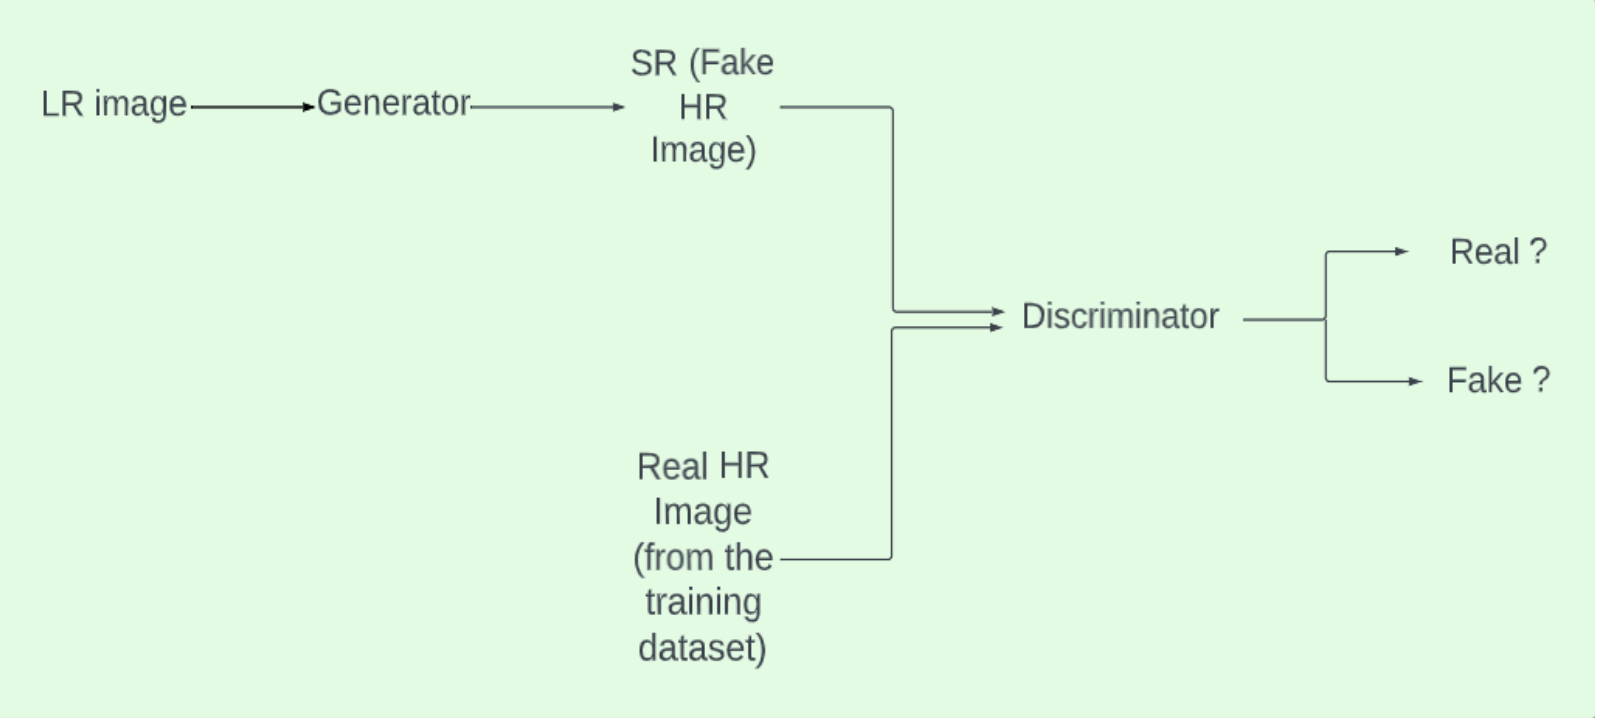 LR image
Generator
SR (Fake
HR
Image)
Discriminator
Real ?
Fake ?
Real HR
Image
(from the
training
dataset)